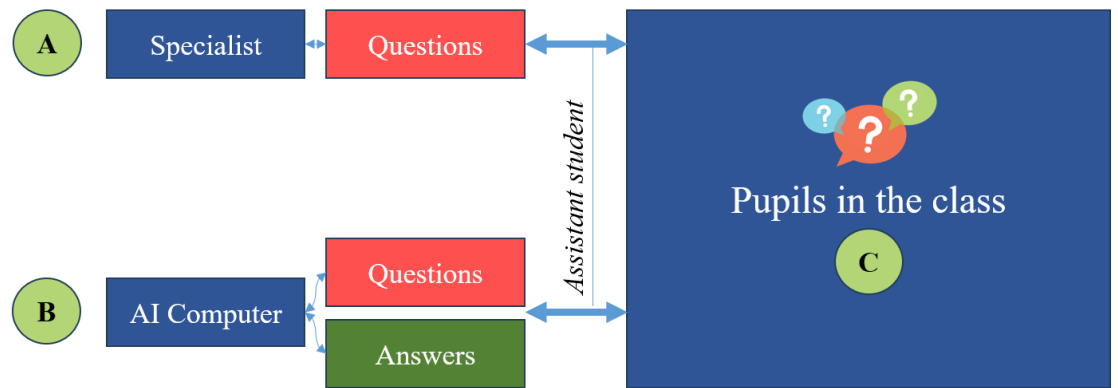 A
Specialist
Questions
?
?
?
Pupils in the class
C
Assistant student
B
AI Computer
Questions
Answers